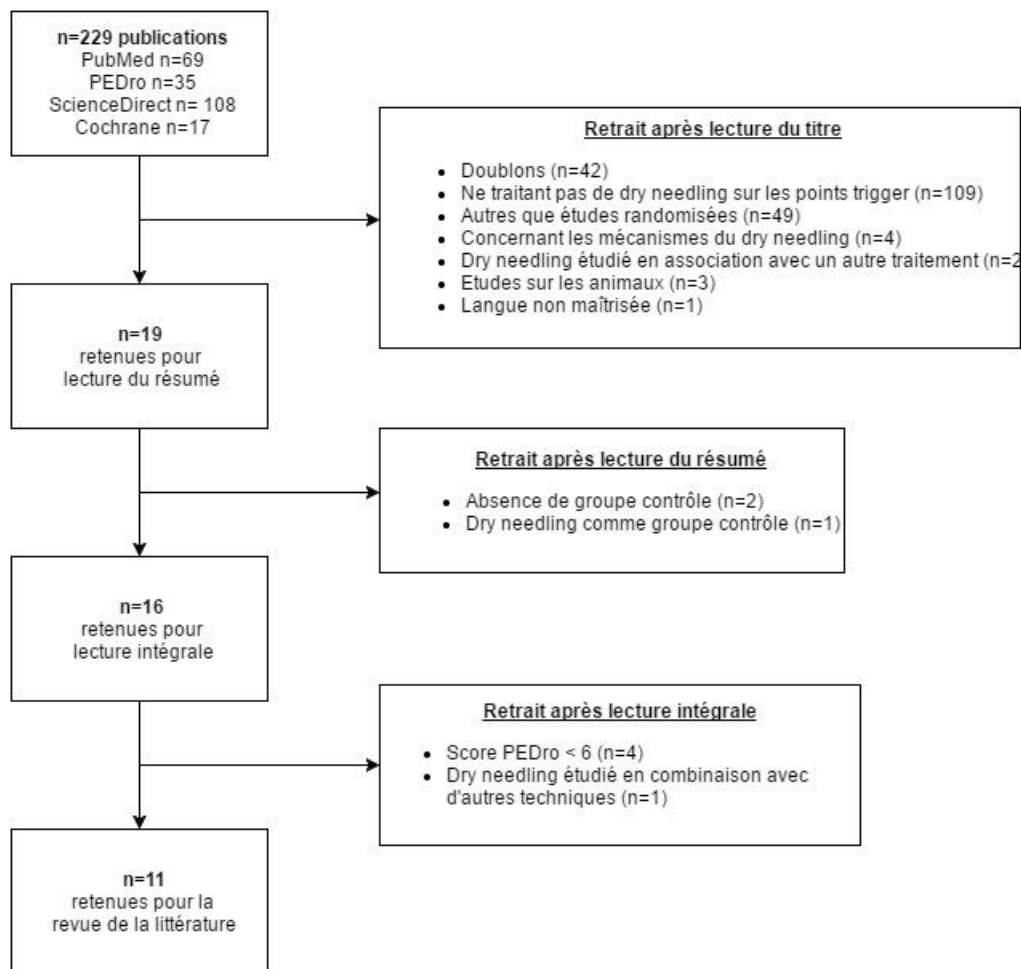 n=229 publications
PubMed n=69
PEDro n=35
ScienceDirect n= 108
Cochrane n=17
Retrait après lecture du titre
Doublons (n=42)
Ne traitant pas de dry needling sur les points trigger (n=109)
Autres que études randomisées (n=49)
Concernant les mécanismes du dry needling (n=4)
Dry needling étudié en association avec un autre traitement (n=2
Etudes sur les animaux (n=3)
Langue non maîtrisée (n=1)
n=19
retenues pour
lecture du résumé
Retrait après lecture du résumé
Absence de groupe contrôle (n=2)
Dry needling comme groupe contrôle (n=1)
n=16
retenues pour
lecture intégrale
Retrait après lecture intégrale
Score PEDro < 6 (n=4)
Dry needling étudié en combinaison avec
d'autres techniques (n=1)
n=11
retenues pour la
revue de la littérature